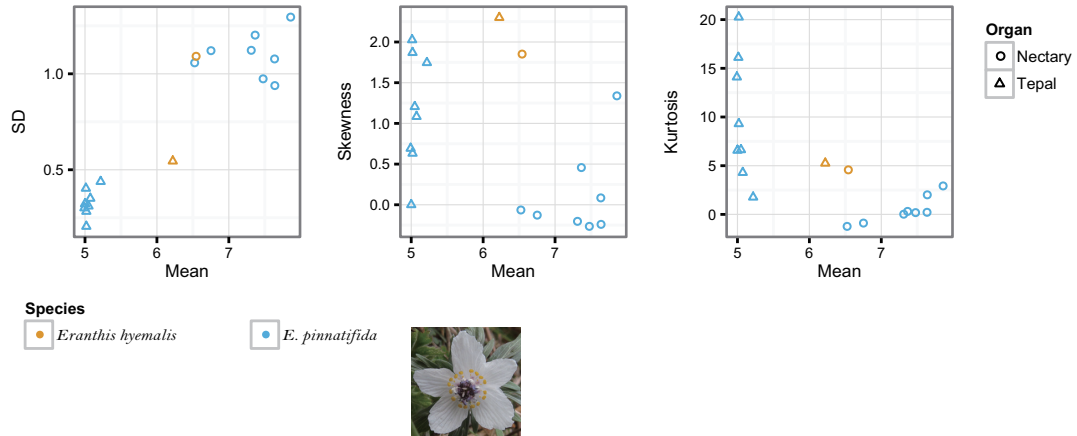 SD
1.0
0.5
5 6 7
Mean
Skewness
2.0
1.5
1.0
0.5
0.0
5 6 7
Mean
Kurtosis
20
15
10
5
0
5 6 7
Mean
Organ
Nectary
Tepal
Species
Eranthis hyemalis
E. pinnatifida